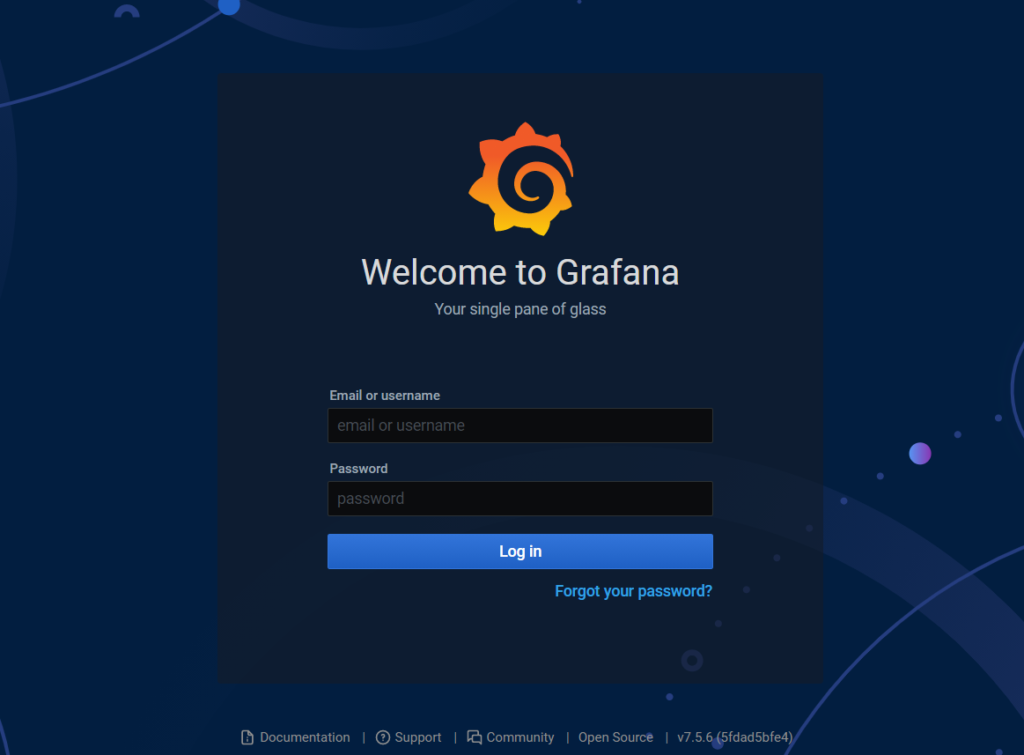 Welcome to Grafana
Your single pane of glass
Email or username
email or username
Password
password
Log in
Forgot your password?
Documentation | Support | Community | Open Source | v7.5.6 (5fdad5bfe4)